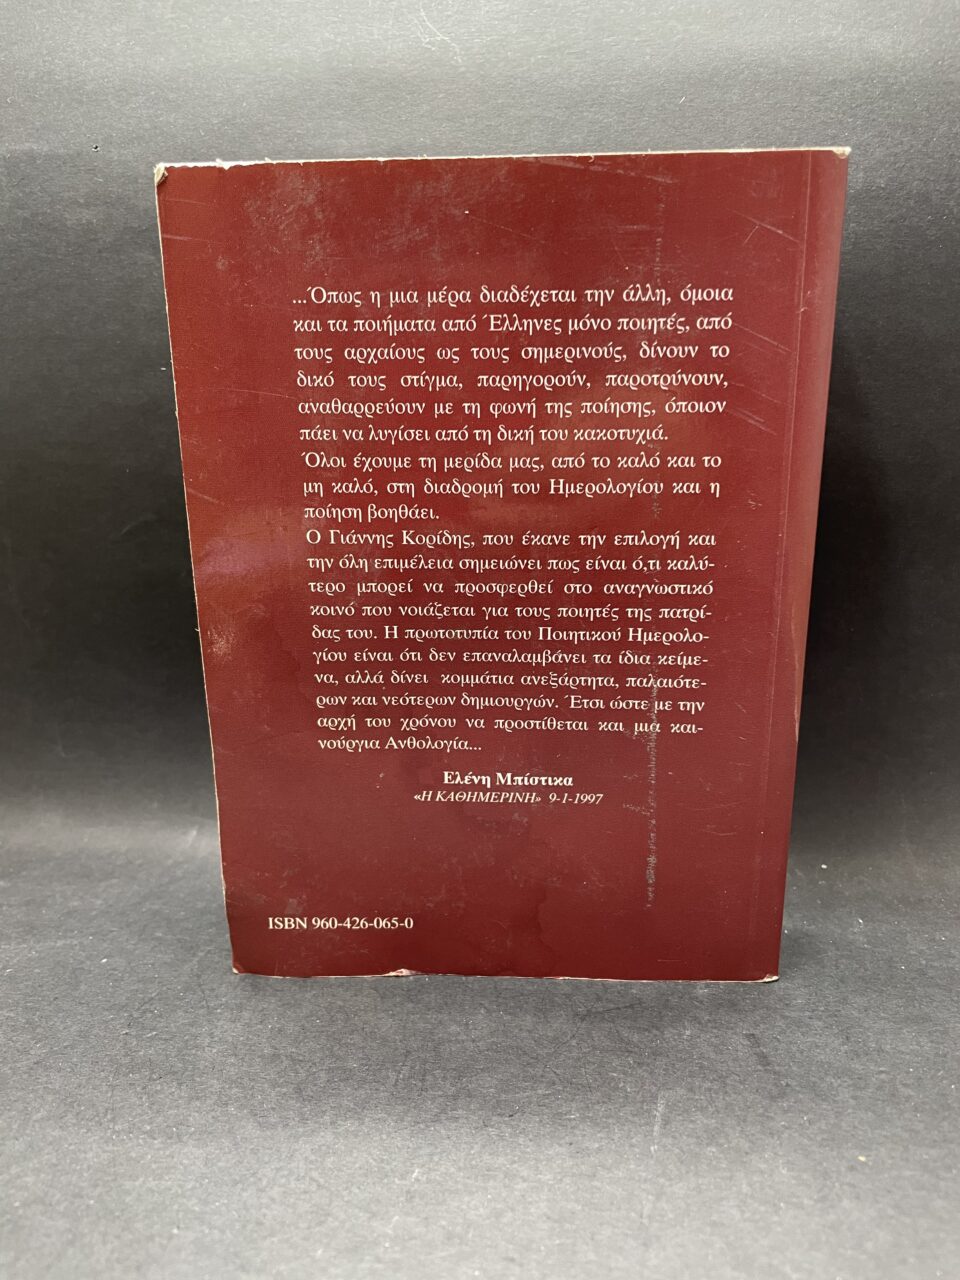 ...Όπως η μια μέρα διαδέχεται την άλλη, όμοια
και τα ποιήματα από Έλληνες μόνο ποιητές, από
τους αρχαίους ως τους σημερινούς, δίνουν το
δικό τους στίγμα, παρηγορούν, παροτρύνουν,
αναθαρρεύουν με τη φωνή της ποίησης, όποιον
πάει να λυγίσει από τη δική του κακοτυχιά.
Όλοι έχουμε τη μερίδα μας, από το καλό και το
μη καλό, στη διαδρομή του Ημερολογίου και η
ποίηση βοηθάει.
Ο Γιάννης Κορίδης, που έκανε την επιλογή και
την όλη επιμέλεια σημειώνει πως είναι ό,τι καλύ-
τερο μπορεί να προσφερθεί στο αναγνωστικό
κοινό που νοιάζεται για τους ποιητές της πατρί-
δας του. Η πρωτοτυπία του Ποιητικού Ημερολο-
γίου είναι ότι δεν επαναλαμβάνει τα ίδια κείμε-
να, αλλά δίνει κομμάτια ανεξάρτητα, παλαιότε-
ρων και νεότερων δημιουργών. Έτσι ώστε με την
αρχή του χρόνου να προστίθεται και μια και-
νούργια Ανθολογία...
Ελένη Μπίστικα
«Η ΚΑΘΗΜΕΡΙΝΗ» 9-1-1997
ISBN 960-426-065-0